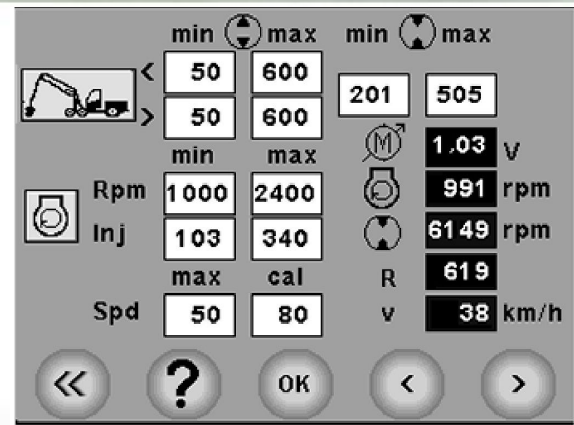 min max min max
< 50 600
201 505
> 50 600
min max M 1.03 V
Rpm 1000 2400 991 rpm
Inj 103 340 6149 rpm
max cal R 619
Spd 50 80 v 38 km/h
<< ? OK < >